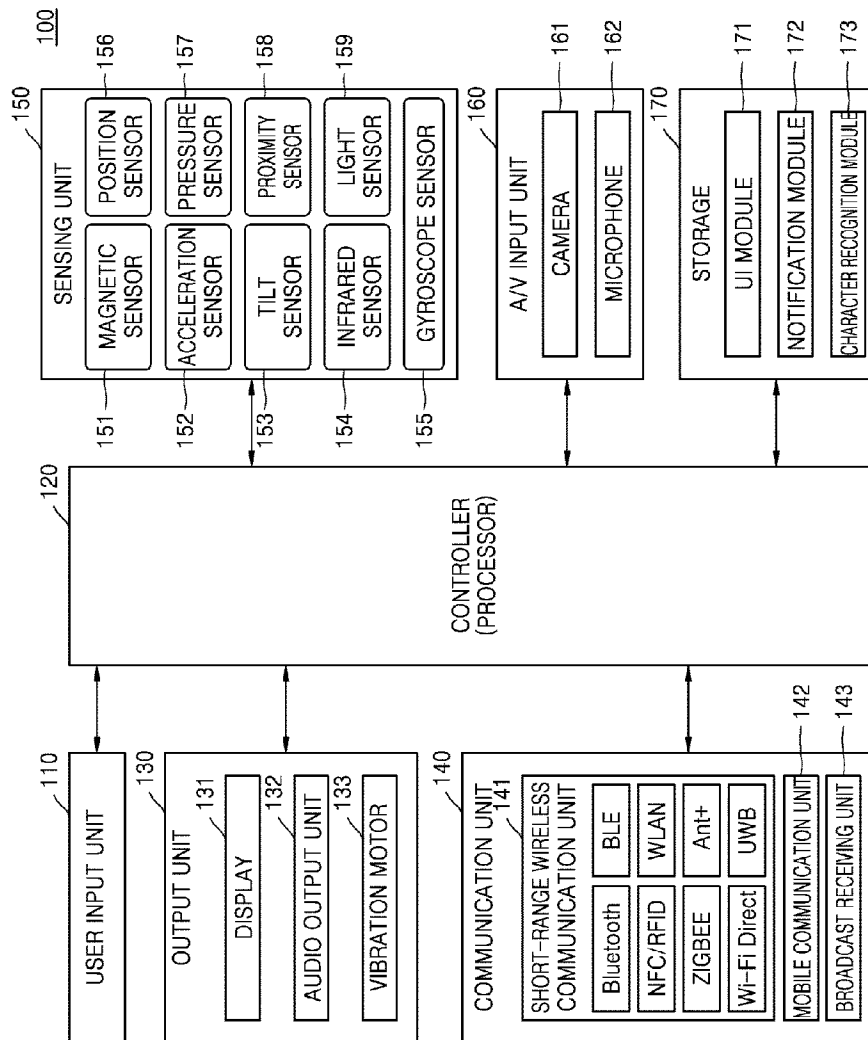 100
110
USER INPUT UNIT
130
OUTPUT UNIT
131
DISPLAY
132
AUDIO OUTPUT UNIT
133
VIBRATION MOTOR
140
COMMUNICATION UNIT
141
SHORT-RANGE WIRELESS
COMMUNICATION UNIT
Bluetooth
BLE
NFC/RFID
WLAN
ZIGBEE
Ant+
Wi-Fi Direct
UWB
142
MOBILE COMMUNICATION UNIT
143
BROADCAST RECEIVING UNIT
120
CONTROLLER
(PROCESSOR)
150
SENSING UNIT
151
MAGNETIC
SENSOR
156
POSITION
SENSOR
152
ACCELERATION
SENSOR
157
PRESSURE
SENSOR
153
TILT
SENSOR
158
PROXIMITY
SENSOR
154
INFRARED
SENSOR
159
LIGHT
SENSOR
155
GYROSCOPE SENSOR
160
A/V INPUT UNIT
161
CAMERA
162
MICROPHONE
170
STORAGE
171
UI MODULE
172
NOTIFICATION MODULE
173
CHARACTER RECOGNITION MODULE